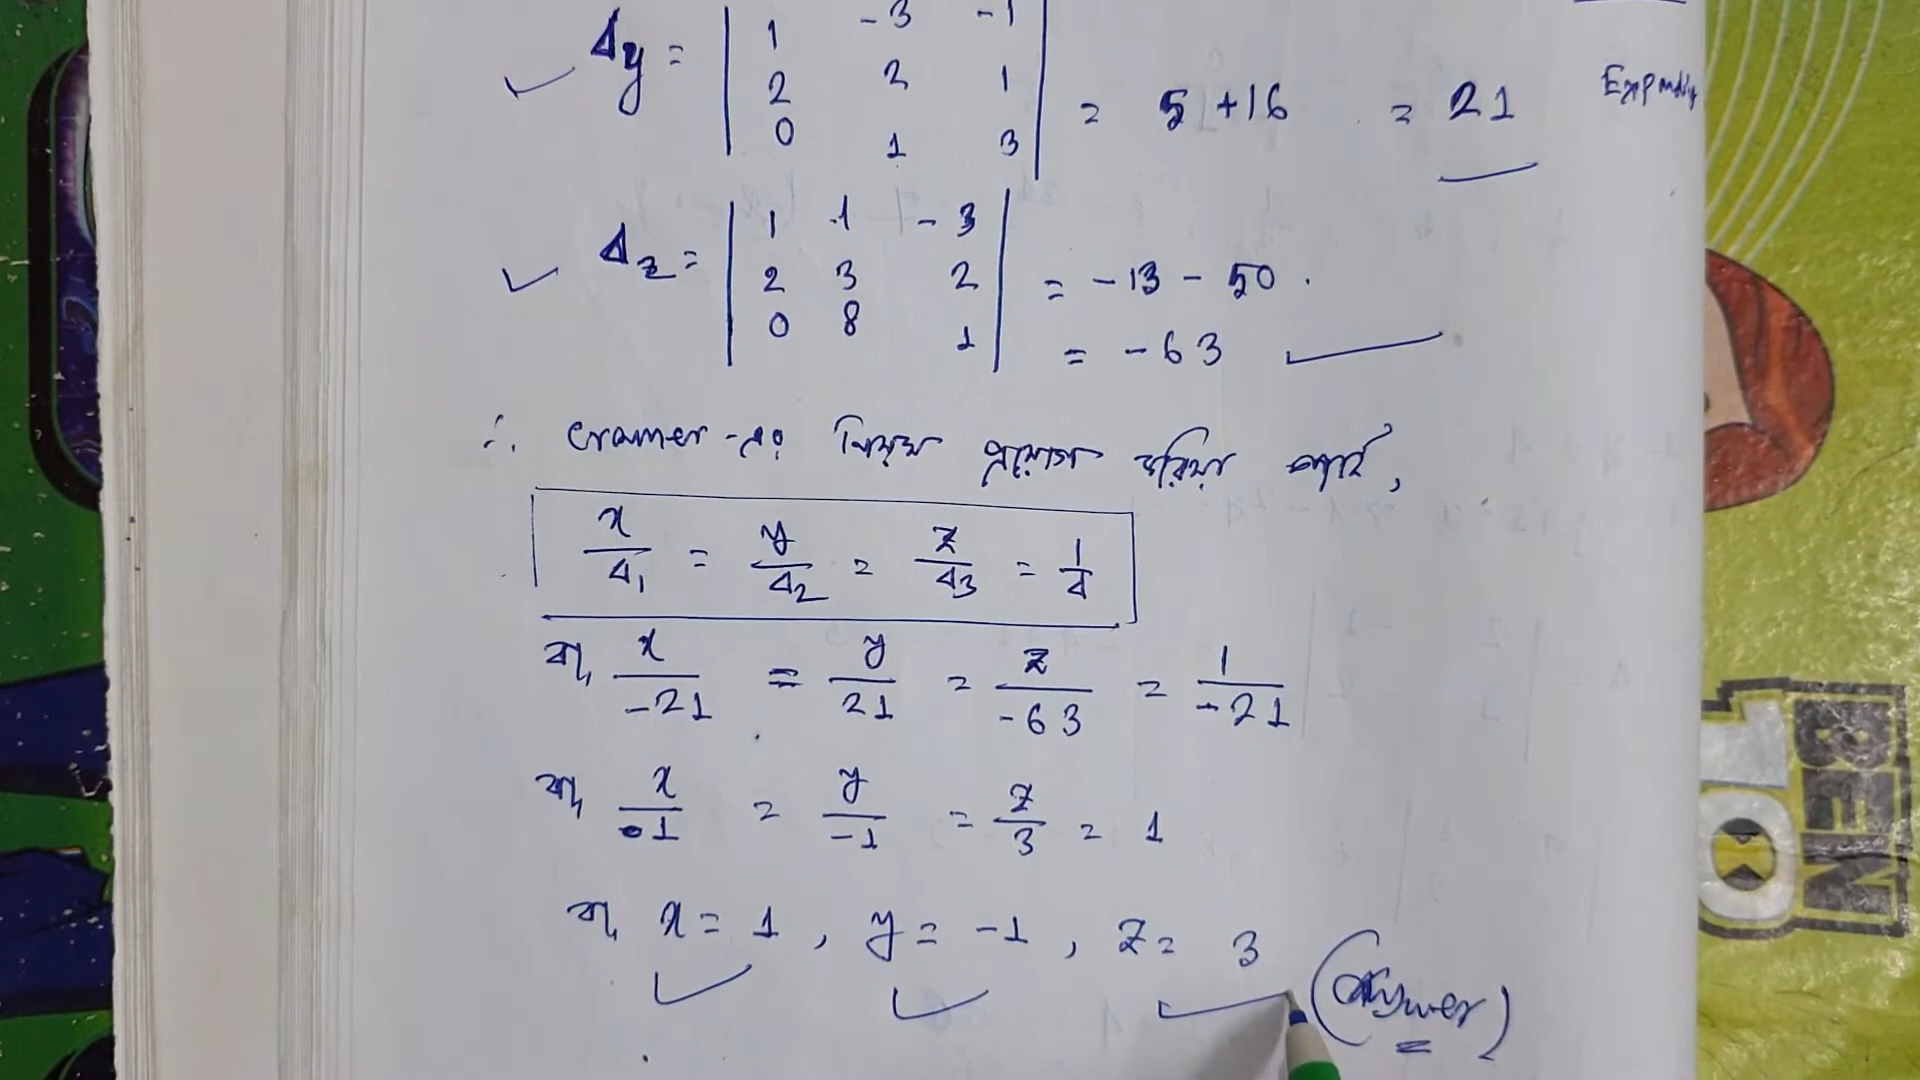 Δy = | 1 -3 -1 |
| 2 2 1 | = 5 + 16 = 21
| 0 1 3 |
Δz = | 1 1 -3 |
| 2 3 2 | = -13 - 50.
| 0 8 1 |
= -63
∴ cramer-এর নিয়ম প্রয়োগ করিয়া পাই,
x/Δ1 = y/Δ2 = z/Δ3 = 1/Δ
বা, x/-21 = y/21 = z/-63 = 1/-21
বা, x/1 = y/-1 = z/3 = 1
বা, x = 1, y = -1, z = 3 (Answer)
BEN
10